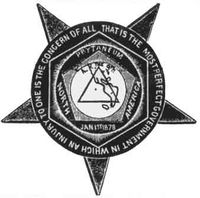 THAT IS THE MOST PERFECT GOVERNMENT IN WHICH AN INJURY TO ONE IS THE CONCERN OF ALL
PRYTANEUM
NORTH AMERICA
JAN 1ST 1878